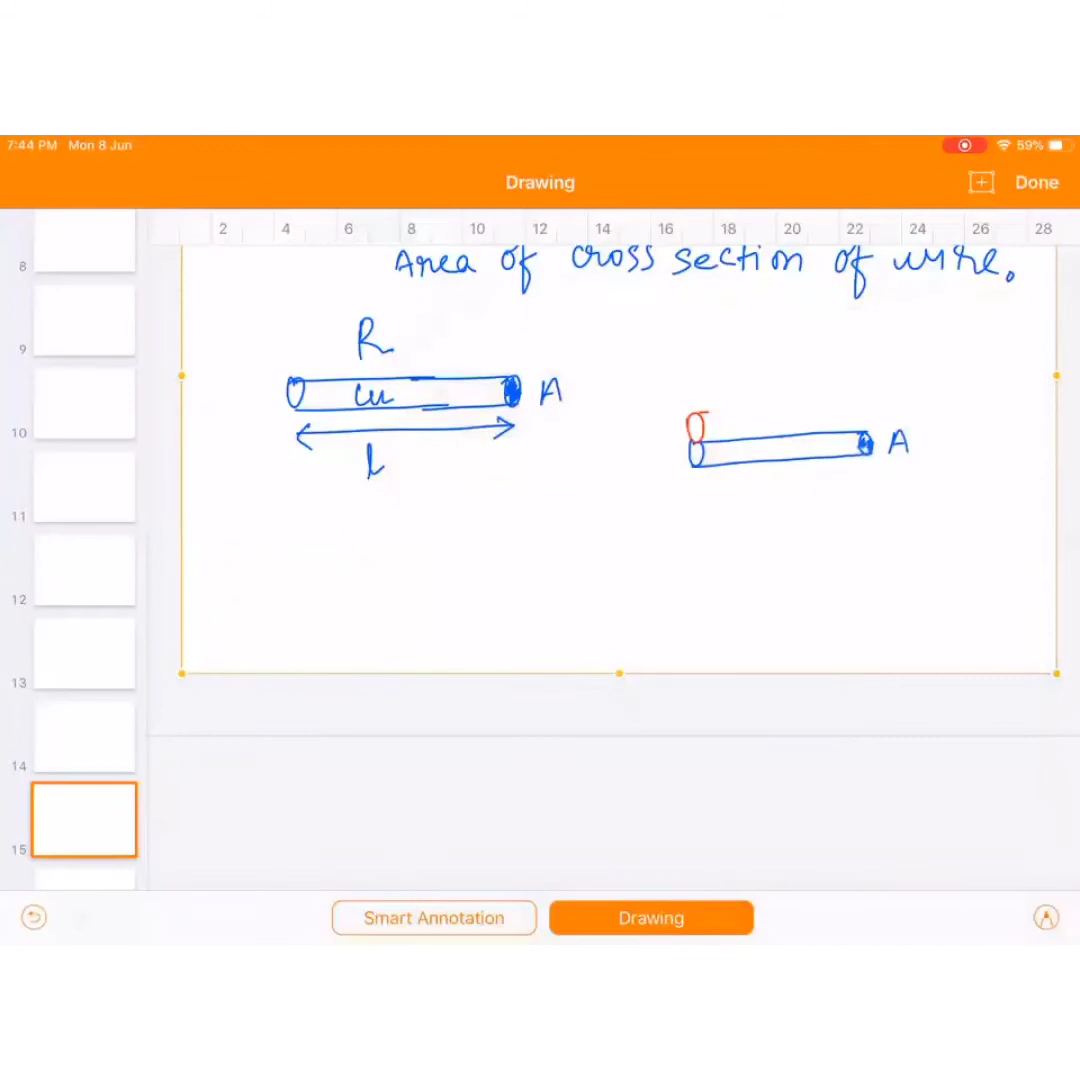 7:44 PM Mon 8 Jun
59%
Drawing
Done
2 4 6 8 10 12 14 16 18 20 22 24 26 28
Area of cross section of wire.
R
Cu A
l
A
8
9
10
11
12
13
14
15
Smart Annotation
Drawing